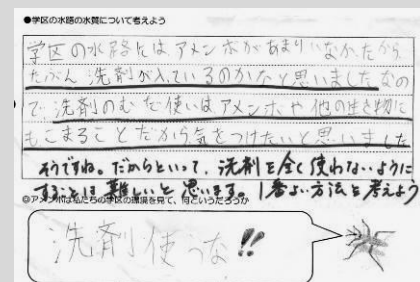 ●学区の水路の水質について考えよう
学区の水路にはアメンボがあまりいなかったから
たぶん洗剤が入ているのかなと思いましたなの
で、洗剤のむだ使いはアメンボや他の生き物に
もこまることだから気をつけたいと思いました
そうですね。だからといって、洗剤を全く使わないように
することは難しいと思います。1番よい方法を考えよう
◎アメンボは私たちの学区の環境を見て、何というだろうか
洗剤使うな!!